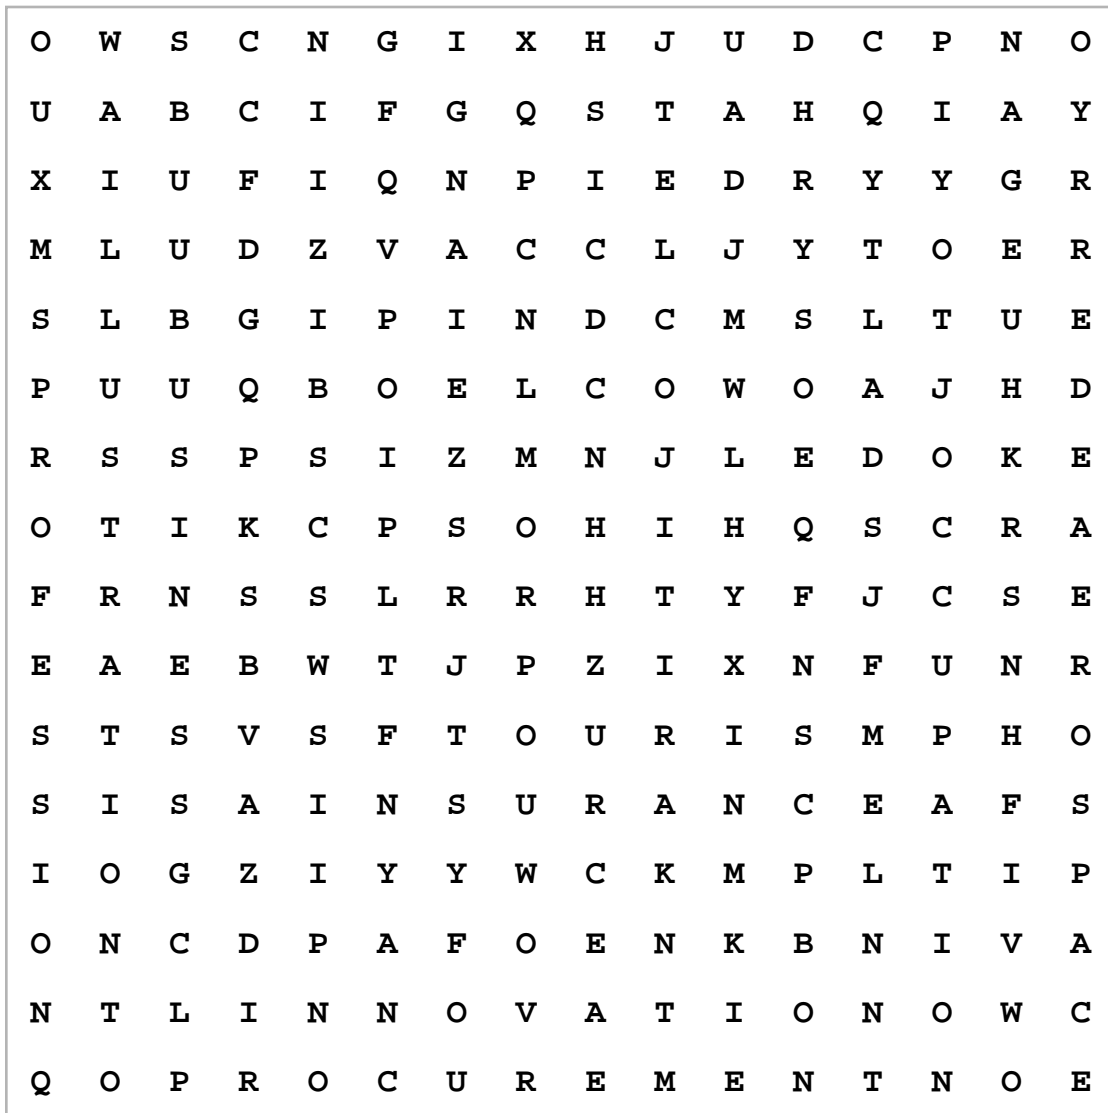 O W S C N G I X H J U D C P N O
U A B C I F G Q S T A H Q I A Y
X I U F I Q N P I E D R Y Y G R
M L U D Z V A C C L J Y T O E R
S L B G I P I N D C M S L T U E
P U U Q B O E L C O W O A J H D
R S S P S I Z M N J L E D O K E
O T I K C P S O H I H Q S C R A
F R N S S L R R H T Y F J C S E
E A E B W T J P Z I X N F U N R
S T S V S F T O U R I S M P H O
S I S A I N S U R A N C E A F S
I O G Z I Y Y W C K M P L T I P
O N C D P A F O E N K B N I V A
N T L I N N O V A T I O N O W C
Q O P R O C U R E M E N T N O E